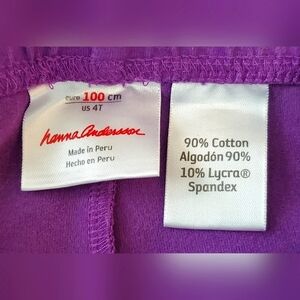 euro 100 cm
US 4T
hanna Andersson
Made in Peru
Hecho en Peru
90% Cotton
Algodón 90%
10% Lycra®
Spandex